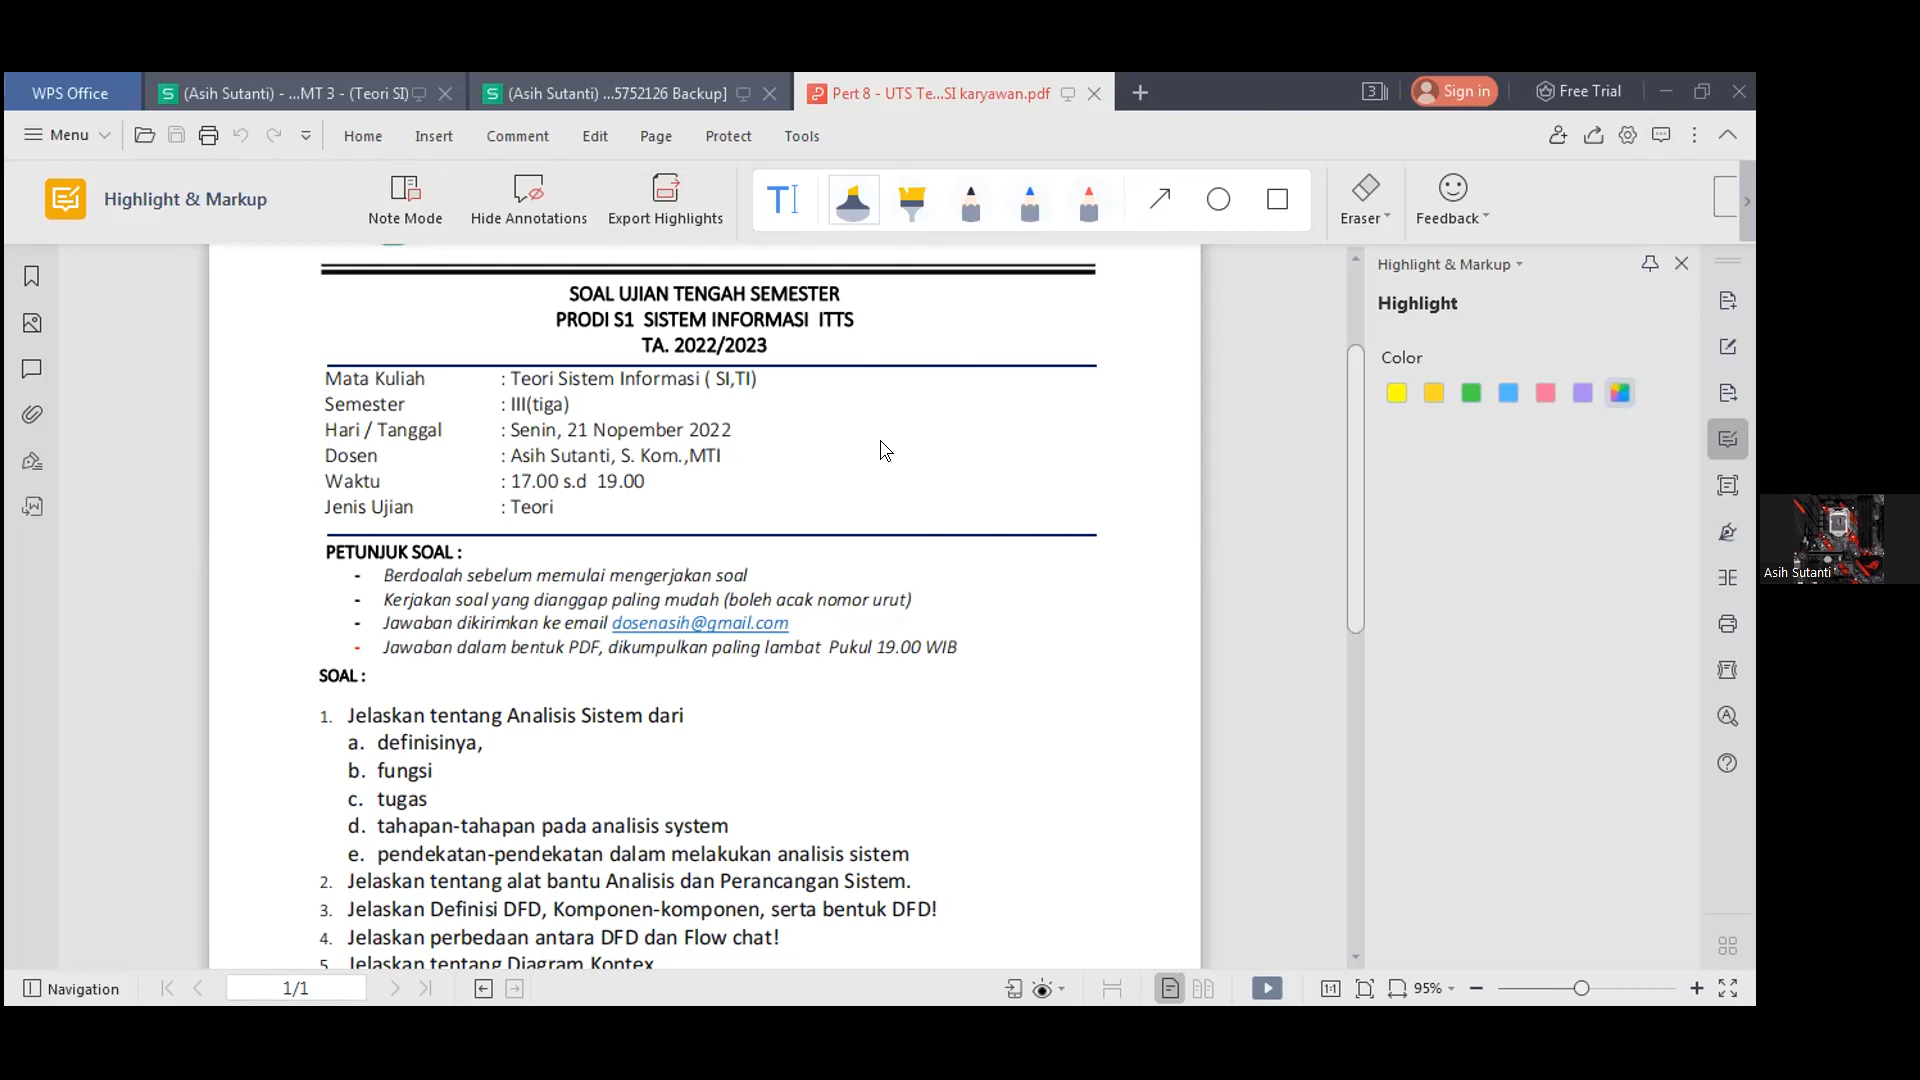 WPS Office
(Asih Sutanti) - ...MT 3 - (Teori SI)
(Asih Sutanti) ...5752126 Backup]
Pert 8 - UTS Te...SI karyawan.pdf
Sign in
Free Trial
Menu
Home
Insert
Comment
Edit
Page
Protect
Tools
Highlight & Markup
Note Mode
Hide Annotations
Export Highlights
Eraser
Feedback
SOAL UJIAN TENGAH SEMESTER
PRODI S1 SISTEM INFORMASI ITTS
TA. 2022/2023
Mata Kuliah : Teori Sistem Informasi ( SI,TI)
Semester : III(tiga)
Hari / Tanggal : Senin, 21 Nopember 2022
Dosen : Asih Sutanti, S. Kom.,MTI
Waktu : 17.00 s.d 19.00
Jenis Ujian : Teori
PETUNJUK SOAL :
- Berdoalah sebelum memulai mengerjakan soal
- Kerjakan soal yang dianggap paling mudah (boleh acak nomor urut)
- Jawaban dikirimkan ke email dosenasih@gmail.com
- Jawaban dalam bentuk PDF, dikumpulkan paling lambat Pukul 19.00 WIB
SOAL :
1. Jelaskan tentang Analisis Sistem dari
a. definisinya,
b. fungsi
c. tugas
d. tahapan-tahapan pada analisis system
e. pendekatan-pendekatan dalam melakukan analisis sistem
2. Jelaskan tentang alat bantu Analisis dan Perancangan Sistem.
3. Jelaskan Definisi DFD, Komponen-komponen, serta bentuk DFD!
4. Jelaskan perbedaan antara DFD dan Flow chat!
5. Jelaskan tentang Diagram Kontex
Highlight & Markup
Highlight
Color
Asih Sutanti
Navigation
1/1
95%